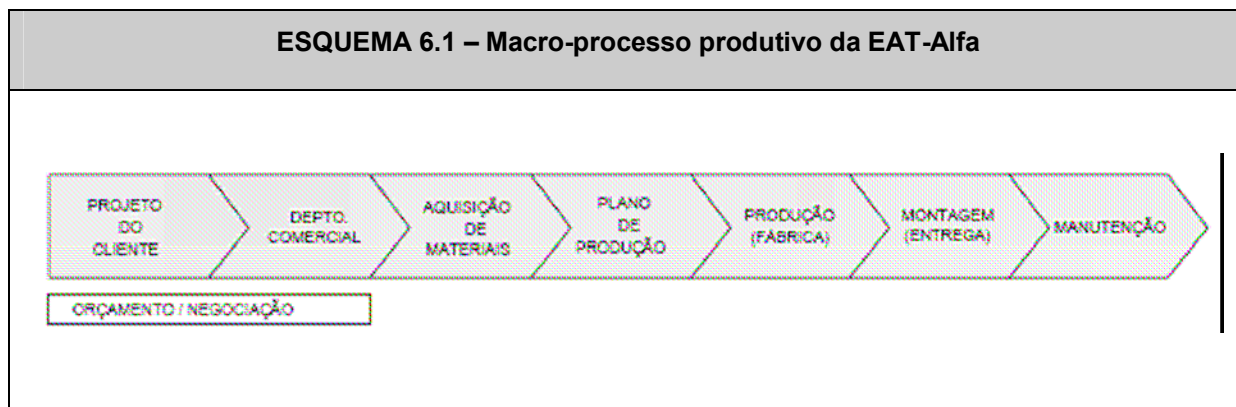 ESQUEMA 6.1 – Macro-processo produtivo da EAT-Alfa
PROJETO
DO
CLIENTE
DEPTO.
COMERCIAL
AQUISIÇÃO
DE
MATERIAIS
PLANO
DE
PRODUÇÃO
PRODUÇÃO
(FÁBRICA)
MONTAGEM
(ENTREGA)
MANUTENÇÃO
ORÇAMENTO / NEGOCIAÇÃO